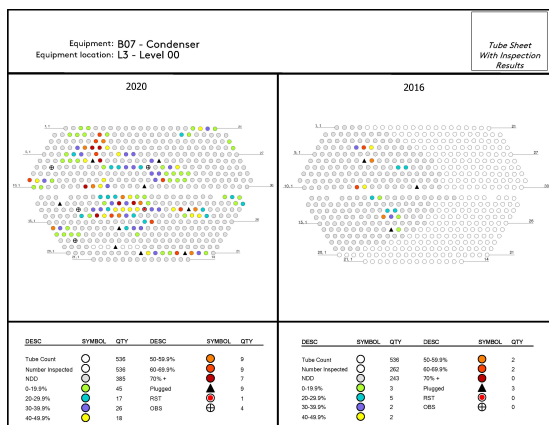 Equipment: B07 - Condenser
Equipment location: L3 - Level 00
Tube Sheet
With Inspection
Results
2020
2016
DESC SYMBOL QTY DESC SYMBOL QTY
Tube Count 536 50-59.9% 9
Number Inspected 536 60-69.9% 9
NDD 385 70% + 7
0-19.9% 45 Plugged 9
20-29.9% 17 RST 1
30-39.9% 26 OBS 4
40-49.9% 18
DESC SYMBOL QTY DESC SYMBOL QTY
Tube Count 536 50-59.9% 2
Number Inspected 262 60-69.9% 2
NDD 243 70% + 0
0-19.9% 3 Plugged 3
20-29.9% 5 RST 0
30-39.9% 2 OBS 0
40-49.9% 2